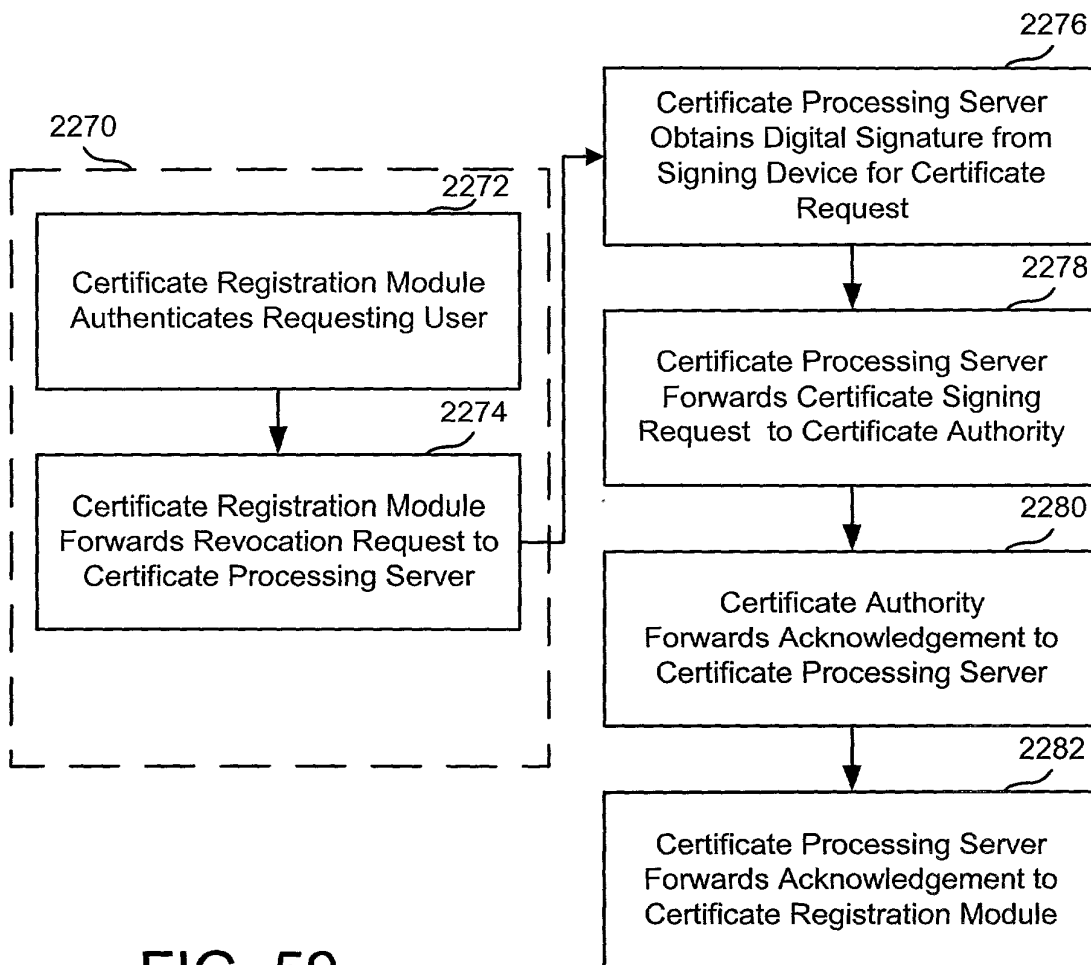 2270
2272
Certificate Registration Module
Authenticates Requesting User
2274
Certificate Registration Module
Forwards Revocation Request to
Certificate Processing Server
2276
Certificate Processing Server
Obtains Digital Signature from
Signing Device for Certificate
Request
2278
Certificate Processing Server
Forwards Certificate Signing
Request to Certificate Authority
2280
Certificate Authority
Forwards Acknowledgement to
Certificate Processing Server
2282
Certificate Processing Server
Forwards Acknowledgement to
Certificate Registration Module
FIG. 59